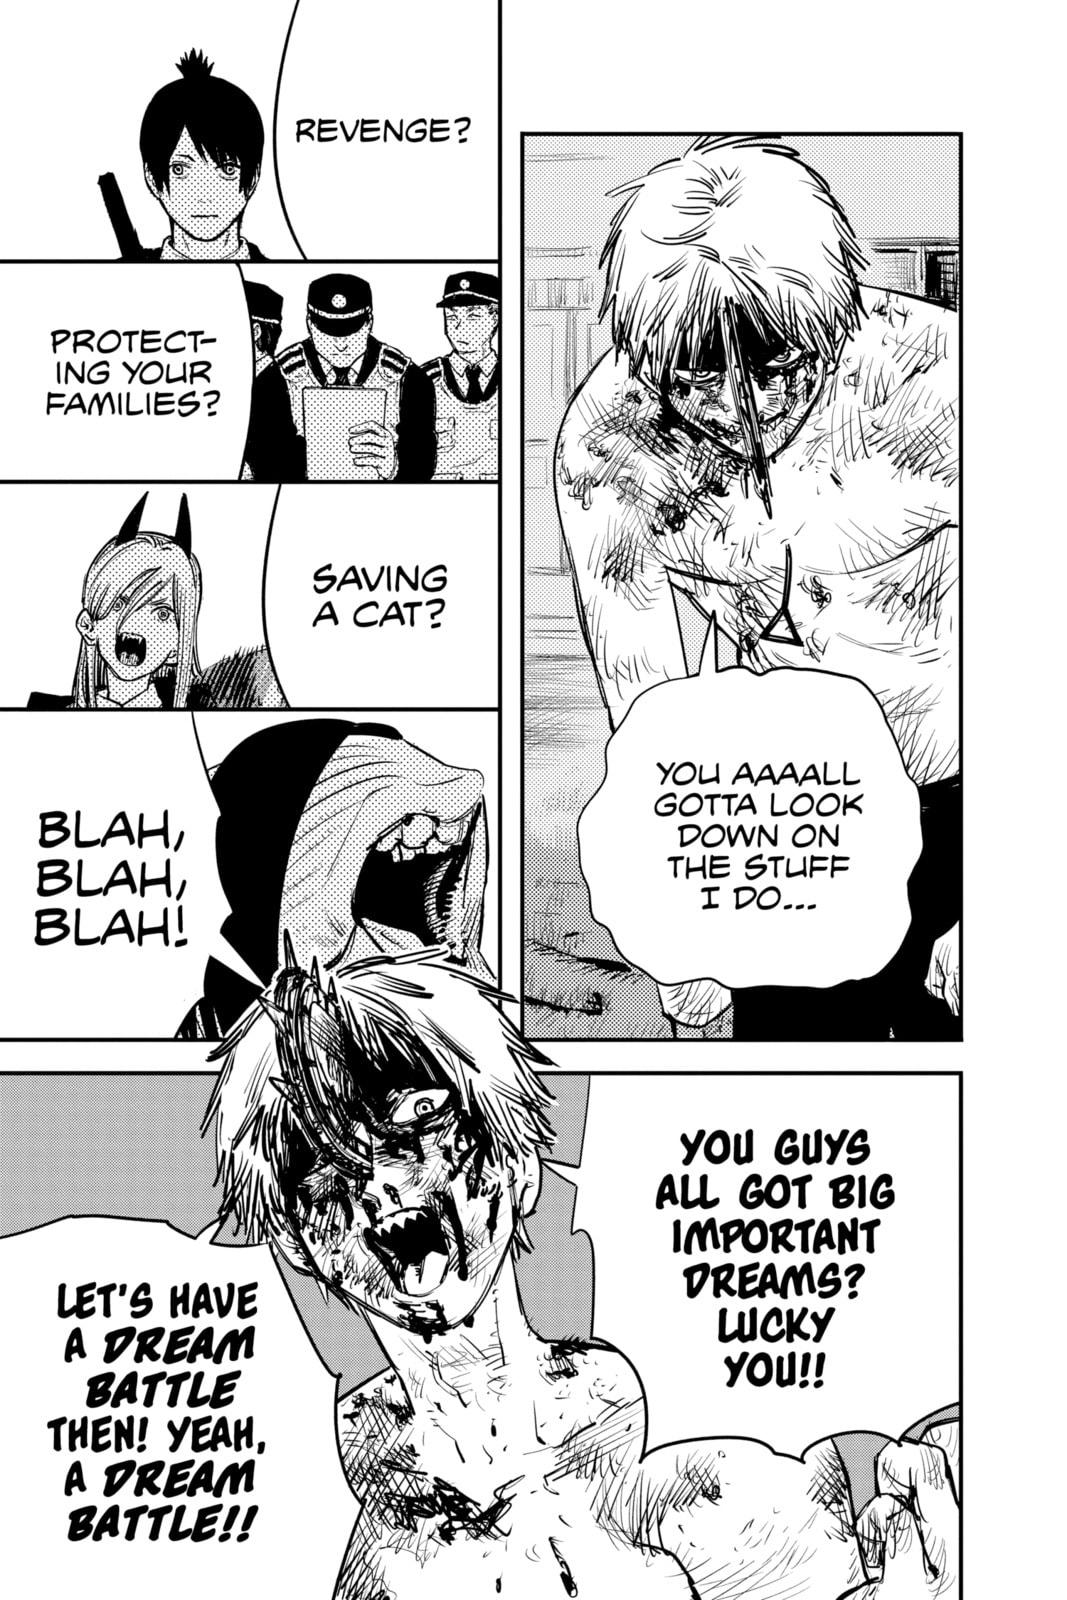 YOU AAAALL
GOTTA LOOK
DOWN ON
THE STUFF
I DO...
REVENGE?
PROTECT-
ING YOUR
FAMILIES?
SAVING
A CAT?
BLAH,
BLAH,
BLAH!
YOU GUYS
ALL GOT BIG
IMPORTANT
DREAMS?
LUCKY
YOU!!
LET'S HAVE
A DREAM
BATTLE
THEN! YEAH,
A DREAM
BATTLE!!